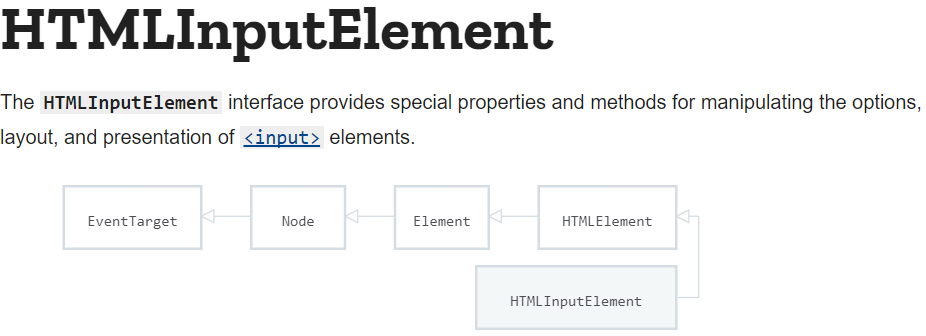 HTMLInputElement
The HTMLInputElement interface provides special properties and methods for manipulating the options,
layout, and presentation of <input> elements.
EventTarget Node Element HTMLElement
HTMLInputElement